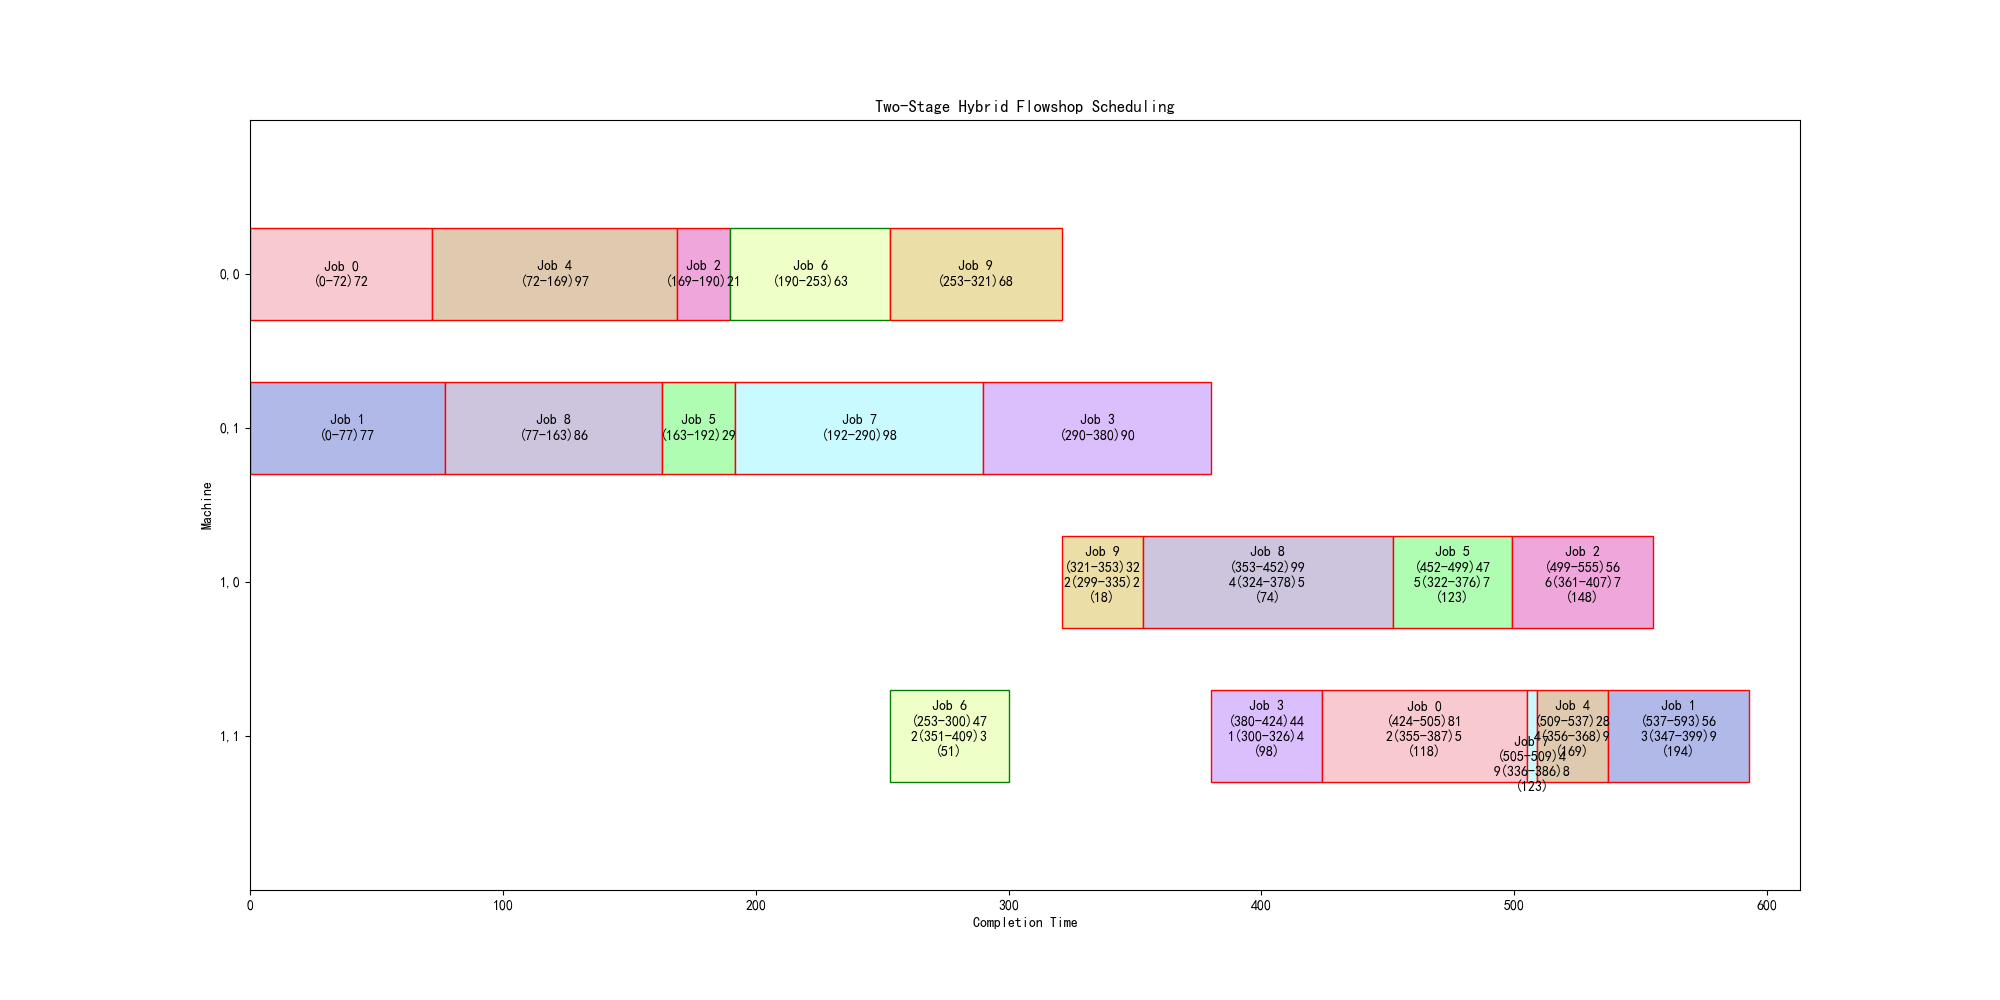 Two-Stage Hybrid Flowshop Scheduling
Machine
0,0
Job 0
(0-72)72
Job 4
(72-169)97
Job 2
(169-190)21
Job 6
(190-253)63
Job 9
(253-321)68
0,1
Job 1
(0-77)77
Job 8
(77-163)86
Job 5
(163-192)29
Job 7
(192-290)98
Job 3
(290-380)90
1,0
Job 9
(321-353)32
2(299-335)2
(18)
Job 8
(353-452)99
4(324-378)5
(74)
Job 5
(452-499)47
5(322-376)7
(123)
Job 2
(499-555)56
6(361-407)7
(148)
1,1
Job 6
(253-300)47
2(351-409)3
(51)
Job 3
(380-424)44
1(300-326)4
(98)
Job 0
(424-505)81
2(355-387)5
(118)
Job 7
(505-509)4
9(336-386)8
(123)
Job 4
(509-537)28
4(356-368)9
(169)
Job 1
(537-593)56
3(347-399)9
(194)
0
100
200
300
400
500
600
Completion Time